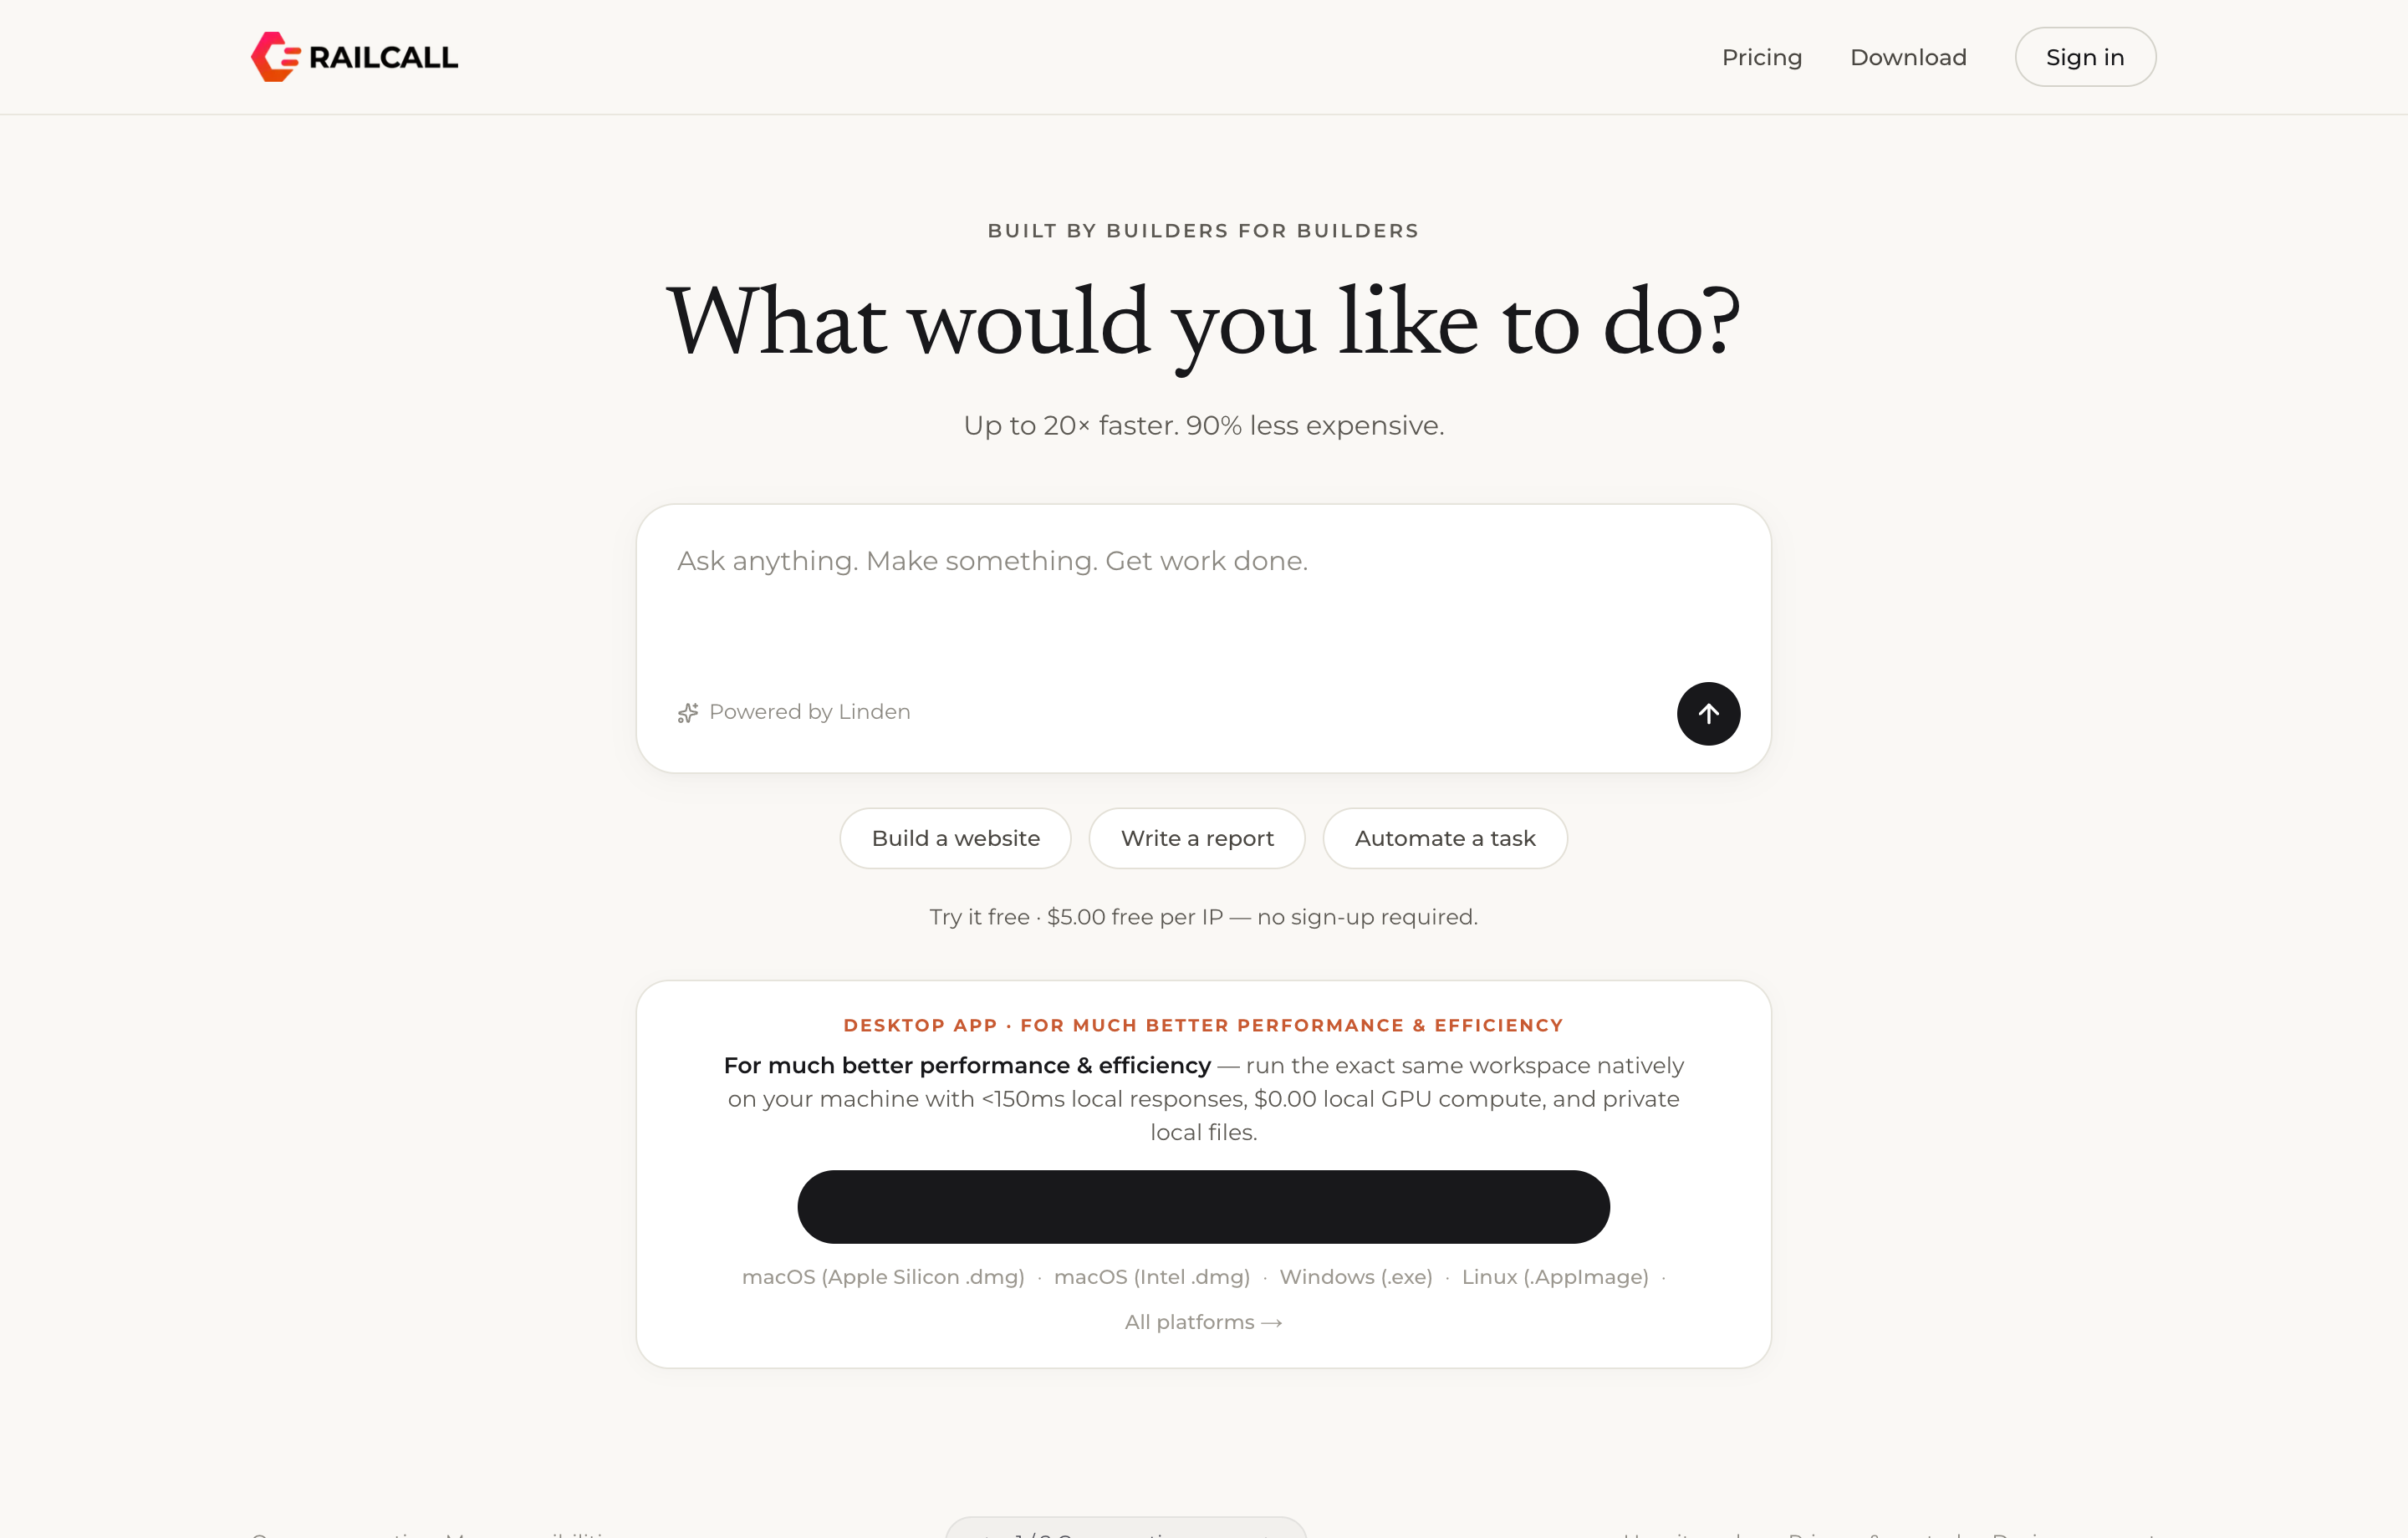 RAILCALL
Pricing
Download
Sign in
BUILT BY BUILDERS FOR BUILDERS
What would you like to do?
Up to 20× faster. 90% less expensive.
Ask anything. Make something. Get work done.
Powered by Linden
Build a website
Write a report
Automate a task
Try it free · $5.00 free per IP — no sign-up required.
DESKTOP APP · FOR MUCH BETTER PERFORMANCE & EFFICIENCY
For much better performance & efficiency — run the exact same workspace natively
on your machine with <150ms local responses, $0.00 local GPU compute, and private
local files.
macOS (Apple Silicon .dmg) · macOS (Intel .dmg) · Windows (.exe) · Linux (.AppImage) ·
All platforms →